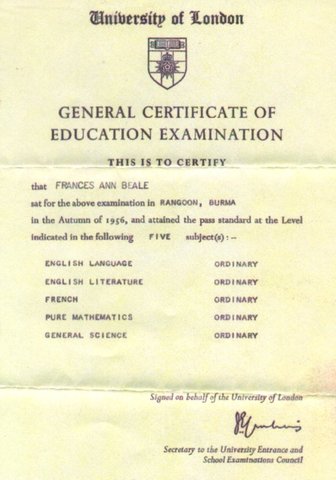 University of London
GENERAL CERTIFICATE OF
EDUCATION EXAMINATION
THIS IS TO CERTIFY
that FRANCES ANN BEALE
sat for the above examination in RANGOON, BURMA
in the Autumn of 1956, and attained the pass standard at the Level
indicated in the following FIVE subject(s):—
ENGLISH LANGUAGE ORDINARY
ENGLISH LITERATURE ORDINARY
FRENCH ORDINARY
PURE MATHEMATICS ORDINARY
GENERAL SCIENCE ORDINARY
Signed on behalf of the University of London
Secretary to the University Entrance and
School Examinations Council